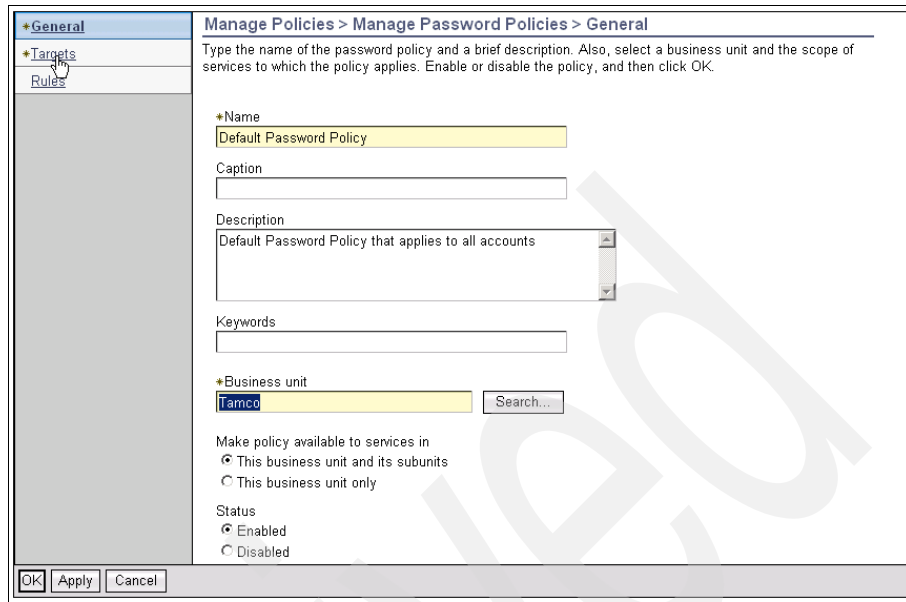 *General
*Targets
Rules
Manage Policies > Manage Password Policies > General
Type the name of the password policy and a brief description. Also, select a business unit and the scope of
services to which the policy applies. Enable or disable the policy, and then click OK.
*Name
Default Password Policy
Caption
Description
Default Password Policy that applies to all accounts
Keywords
*Business unit
Tamco
Search...
Make policy available to services in
This business unit and its subunits
This business unit only
Status
Enabled
Disabled
OK Apply Cancel